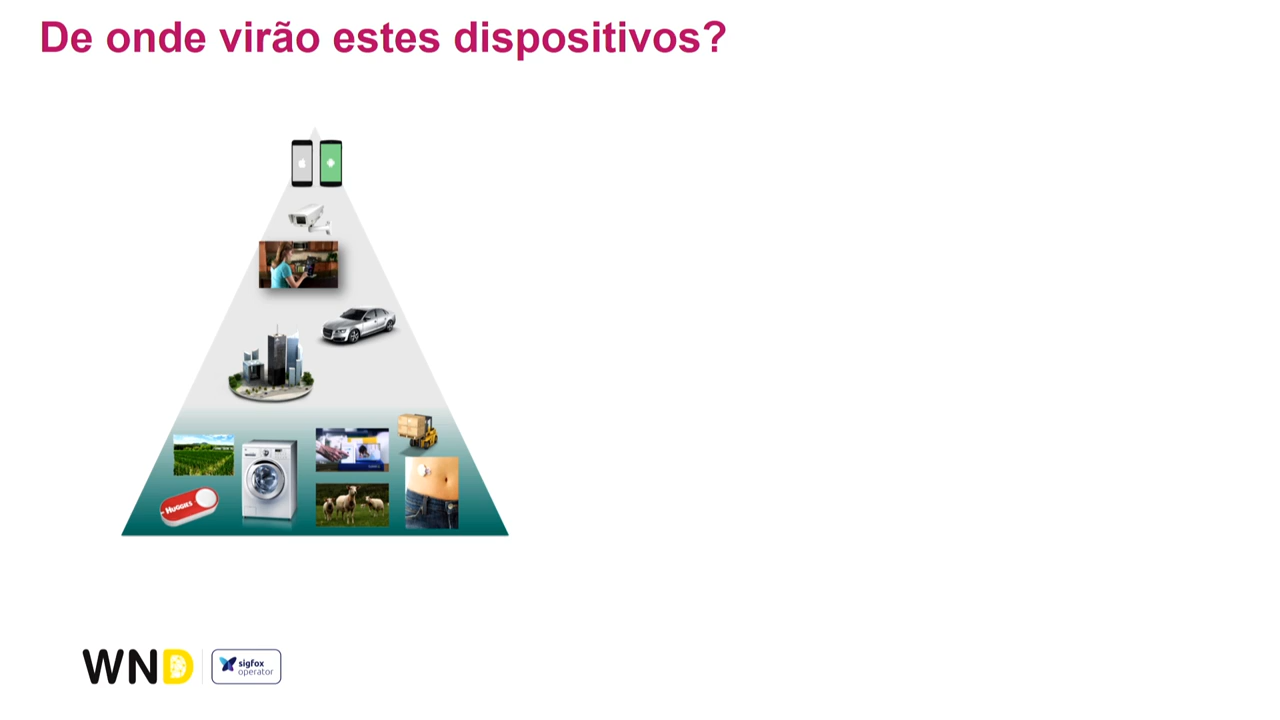 De onde virão estes dispositivos?
HUGGIES
WND
sigfox
operator